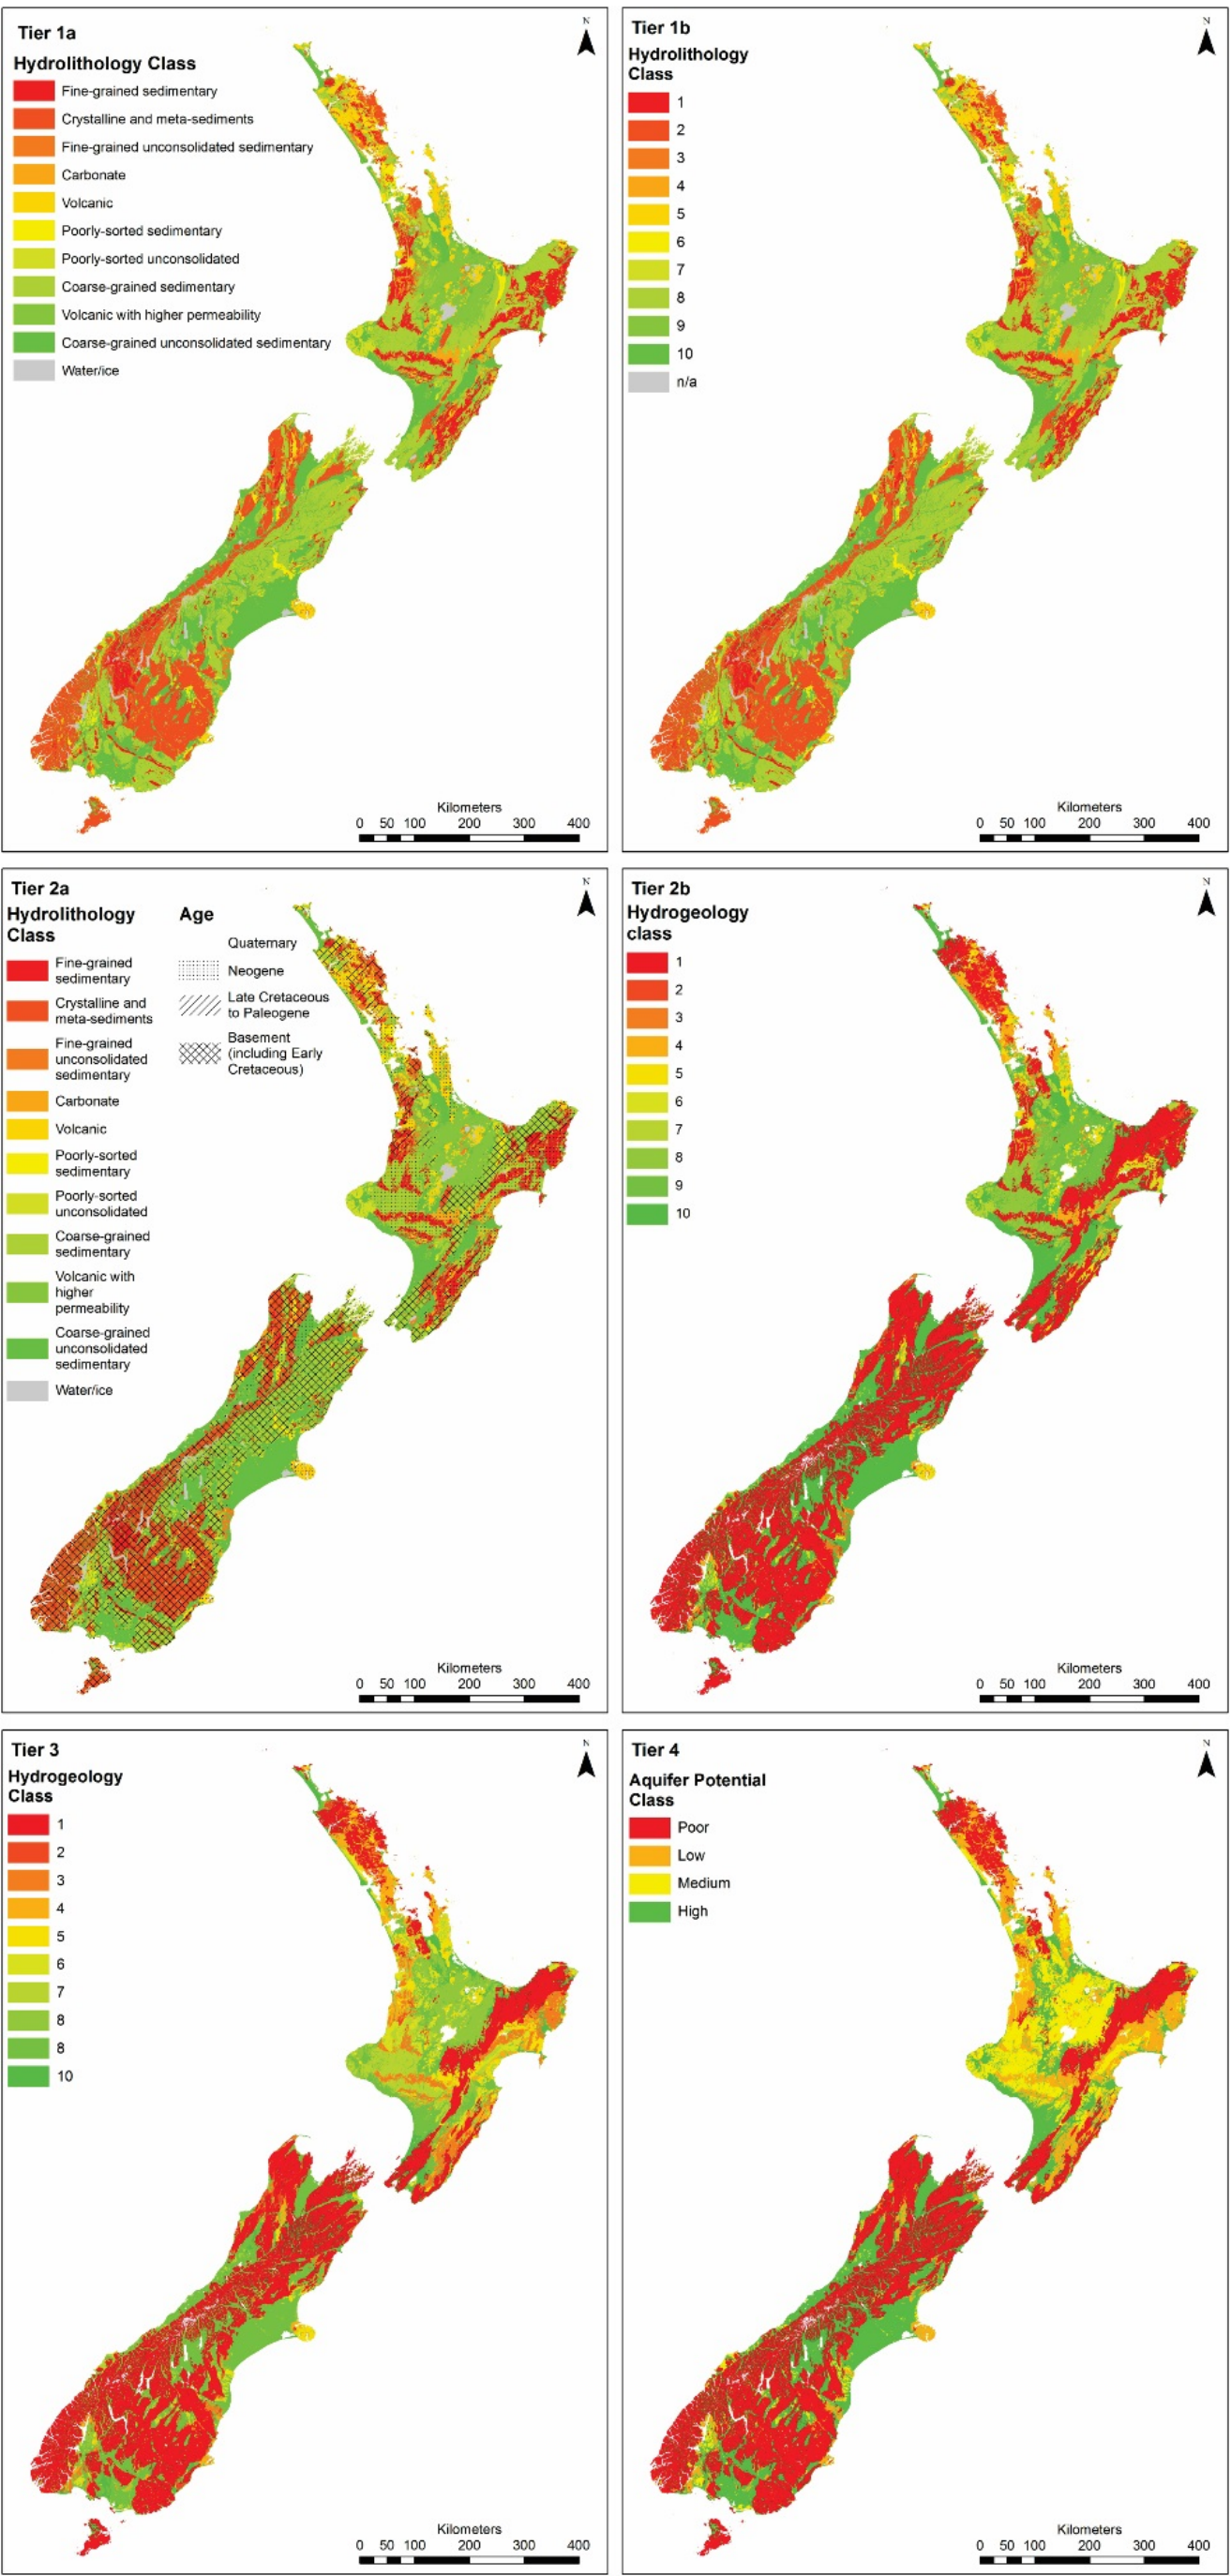 Tier 1a
N
Hydrolithology Class
Fine-grained sedimentary
Crystalline and meta-sediments
Fine-grained unconsolidated sedimentary
Carbonate
Volcanic
Poorly-sorted sedimentary
Poorly-sorted unconsolidated
Coarse-grained sedimentary
Volcanic with higher permeability
Coarse-grained unconsolidated sedimentary
Water/ice
Kilometers
0 50 100 200 300 400
Tier 1b
N
Hydrolithology
Class
1
2
3
4
5
6
7
8
9
10
n/a
Kilometers
0 50 100 200 300 400
Tier 2a
N
Hydrolithology
Class
Fine-grained
sedimentary
Crystalline and
meta-sediments
Fine-grained
unconsolidated
sedimentary
Carbonate
Volcanic
Poorly-sorted
sedimentary
Poorly-sorted
unconsolidated
Coarse-grained
sedimentary
Volcanic with
higher
permeability
Coarse-grained
unconsolidated
sedimentary
Water/ice
Age
Quaternary
Neogene
Late Cretaceous
to Paleogene
Basement
(including Early
Cretaceous)
Kilometers
0 50 100 200 300 400
Tier 2b
N
Hydrogeology
class
1
2
3
4
5
6
7
8
9
10
Kilometers
0 50 100 200 300 400
Tier 3
N
Hydrogeology
Class
1
2
3
4
5
6
7
8
8
10
Kilometers
0 50 100 200 300 400
Tier 4
N
Aquifer Potential
Class
Poor
Low
Medium
High
Kilometers
0 50 100 200 300 400